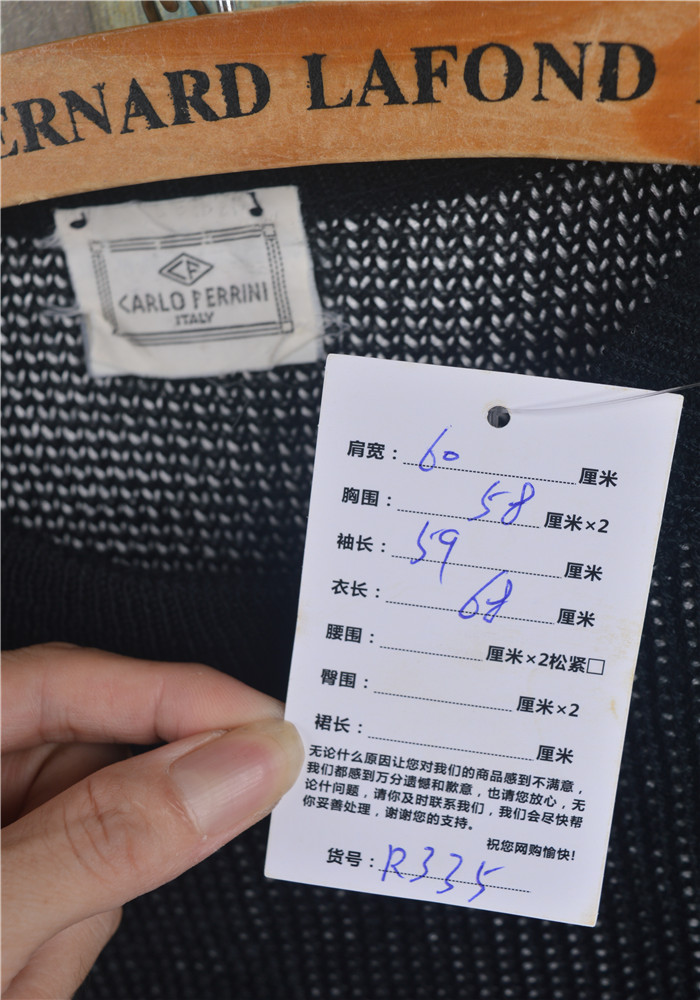 ERNARD LAFOND
CF
CARLO FERRINI
ITALY
肩宽：60厘米
胸围：58厘米×2
袖长：59厘米
衣长：68厘米
腰围：厘米×2松紧□
臀围：厘米×2
裙长：厘米
无论什么原因让您对我们的商品感到不满意，
我们都感到万分遗憾和歉意，也请您放心，无
论什问题，请你及时联系我们，我们会尽快帮
你妥善处理，谢谢您的支持。
祝您网购愉快!
货号：R335